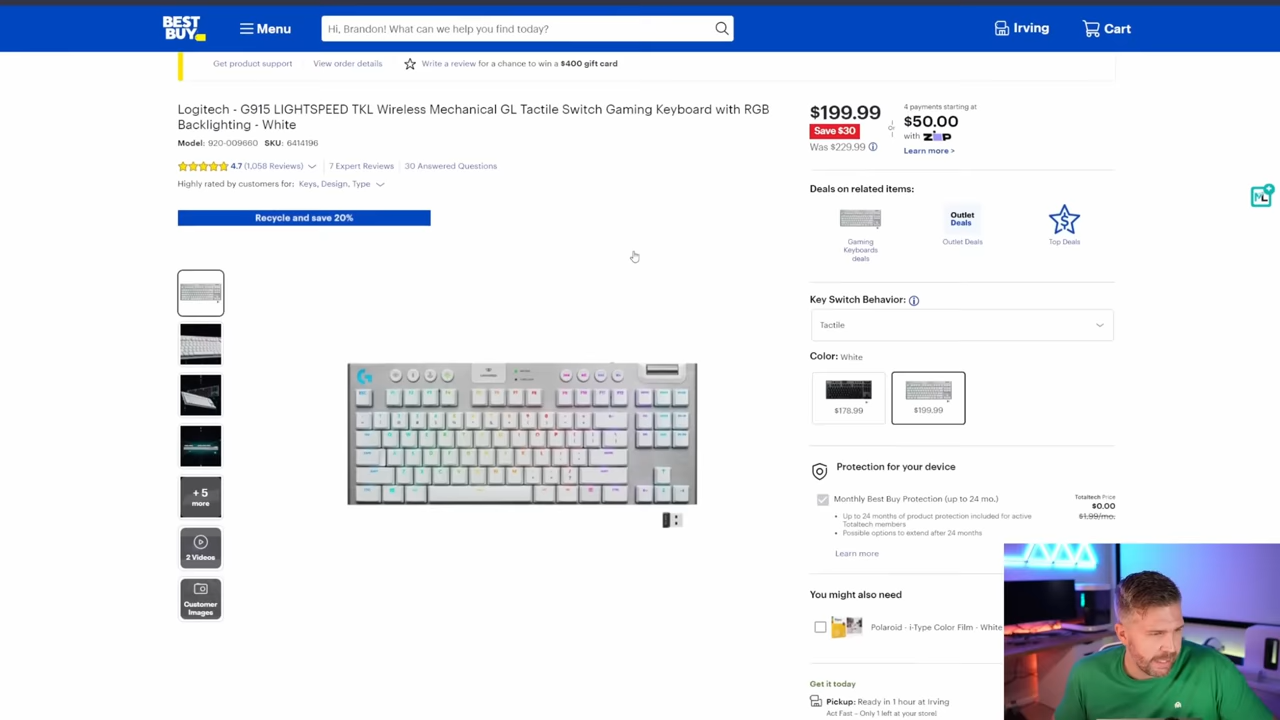 BEST
BUY
Menu
Hi, Brandon! What can we help you find today?
Irving
Cart
Get product support
View order details
Write a review for a chance to win a $400 gift card
Logitech - G915 LIGHTSPEED TKL Wireless Mechanical GL Tactile Switch Gaming Keyboard with RGB
Backlighting - White
Model: 920-009660 SKU: 6414196
4.7 (1,058 Reviews)
7 Expert Reviews
30 Answered Questions
Highly rated by customers for: Keys, Design, Type
Recycle and save 20%
+ 5
more
2 Videos
Customer
Images
$199.99
Save $30
Was $229.99
or
4 payments starting at
$50.00
with Zip
Learn more >
Deals on related items:
Gaming
Keyboards
deals
Outlet
Deals
Outlet Deals
Top Deals
Key Switch Behavior:
Tactile
Color: White
$178.99
$199.99
Protection for your device
Monthly Best Buy Protection (up to 24 mo.)
Totaltech Price
$0.00
$1.99/mo.
Up to 24 months of product protection included for active
Totaltech members
Possible options to extend after 24 months
Learn more
You might also need
Polaroid - i-Type Color Film - White
Get it today
Pickup: Ready in 1 hour at Irving
Act Fast – Only 1 left at your store!